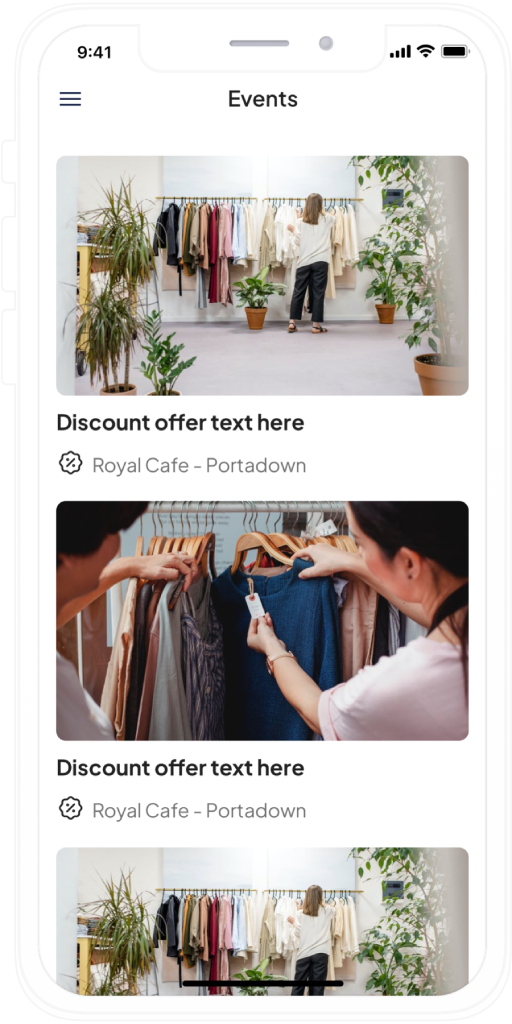 9:41
Events
Discount offer text here
Royal Cafe - Portadown
Discount offer text here
Royal Cafe - Portadown